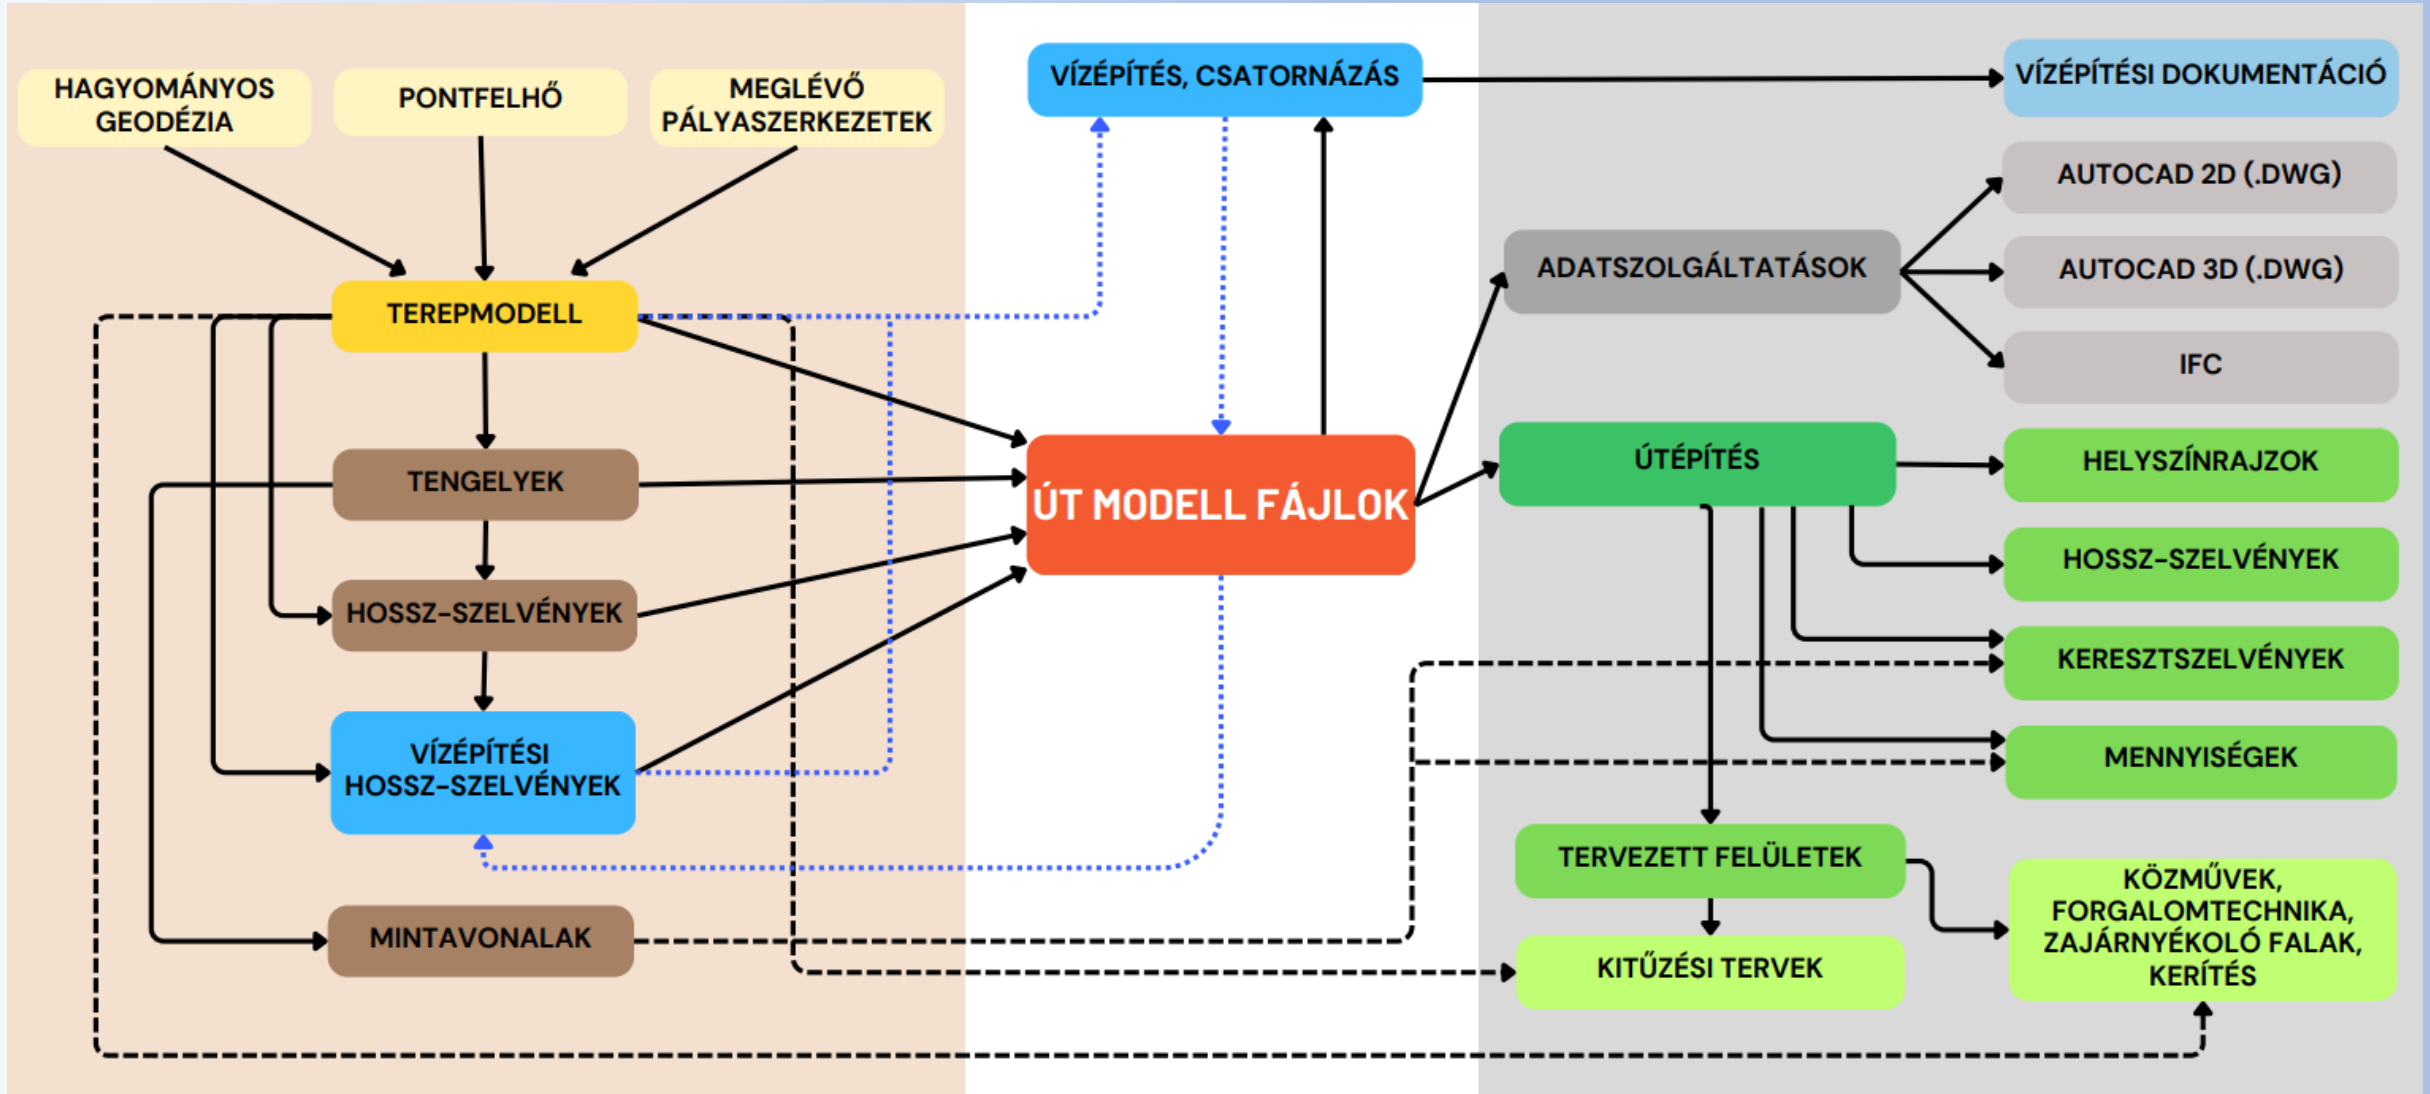 HAGYOMÁNYOS
GEODÉZIA
PONTFELHŐ
MEGLÉVŐ
PÁLYASZERKEZETEK
TEREPMODELL
TENGELYEK
HOSSZ-SZELVÉNYEK
VÍZÉPÍTÉSI
HOSSZ-SZELVÉNYEK
MINTAVONALAK
VÍZÉPÍTÉS, CSATORNÁZÁS
ÚT MODELL FÁJLOK
VÍZÉPÍTÉSI DOKUMENTÁCIÓ
ADATSZOLGÁLTATÁSOK
AUTOCAD 2D (.DWG)
AUTOCAD 3D (.DWG)
IFC
ÚTÉPÍTÉS
HELYSZÍNRAJZOK
HOSSZ-SZELVÉNYEK
KERESZTSZELVÉNYEK
MENNYISÉGEK
TERVEZETT FELÜLETEK
KITŰZÉSI TERVEK
KÖZMŰVEK,
FORGALOMTECHNIKA,
ZAJÁRNYÉKOLÓ FALAK,
KERÍTÉS